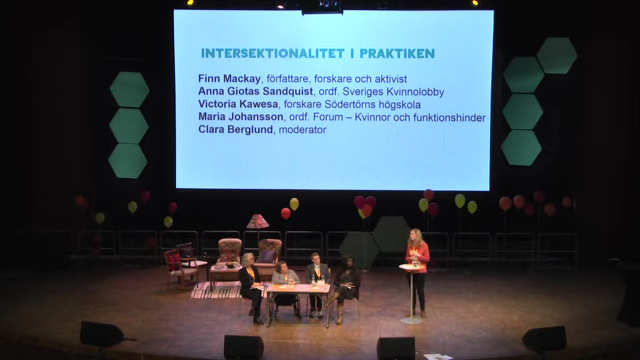 INTERSEKTIONALITET I PRAKTIKEN
Finn Mackay, författare, forskare och aktivist
Anna Giotas Sandquist, ordf. Sveriges Kvinnolobby
Victoria Kawesa, forskare Södertörns högskola
Maria Johansson, ordf. Forum – Kvinnor och funktionshinder
Clara Berglund, moderator